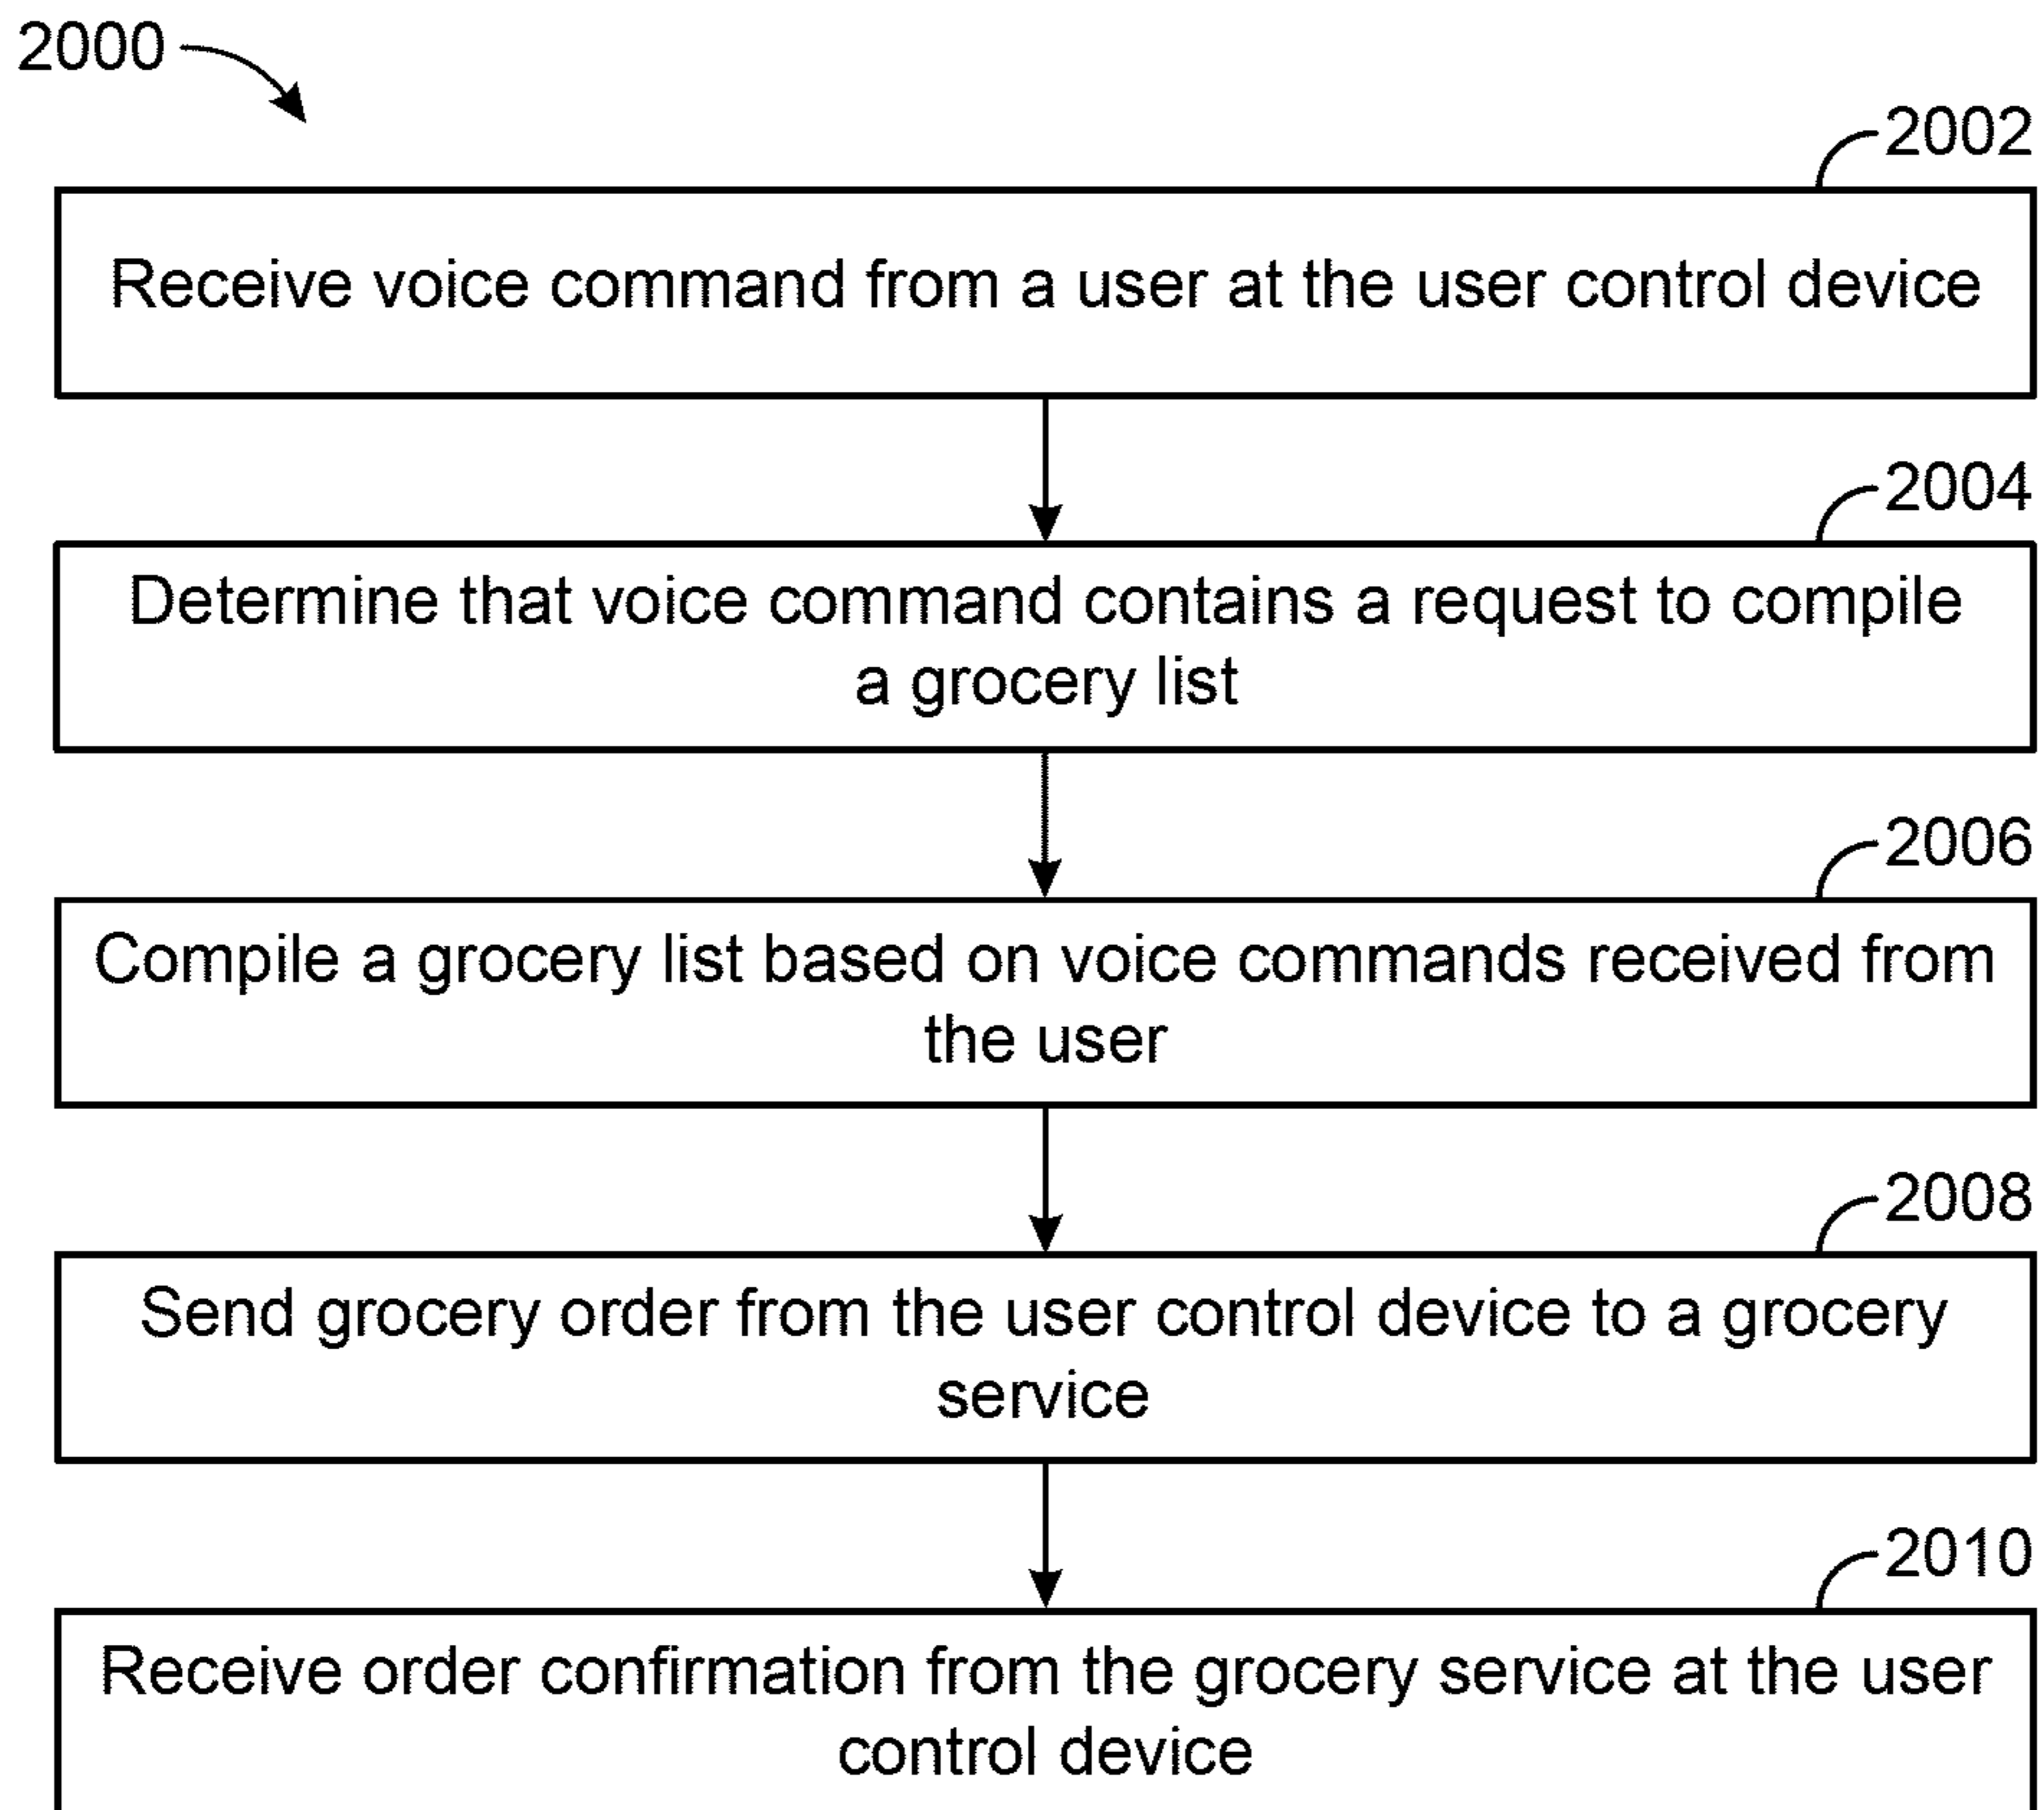 2000
2002
Receive voice command from a user at the user control device
2004
Determine that voice command contains a request to compile
a grocery list
2006
Compile a grocery list based on voice commands received from
the user
2008
Send grocery order from the user control device to a grocery
service
2010
Receive order confirmation from the grocery service at the user
control device